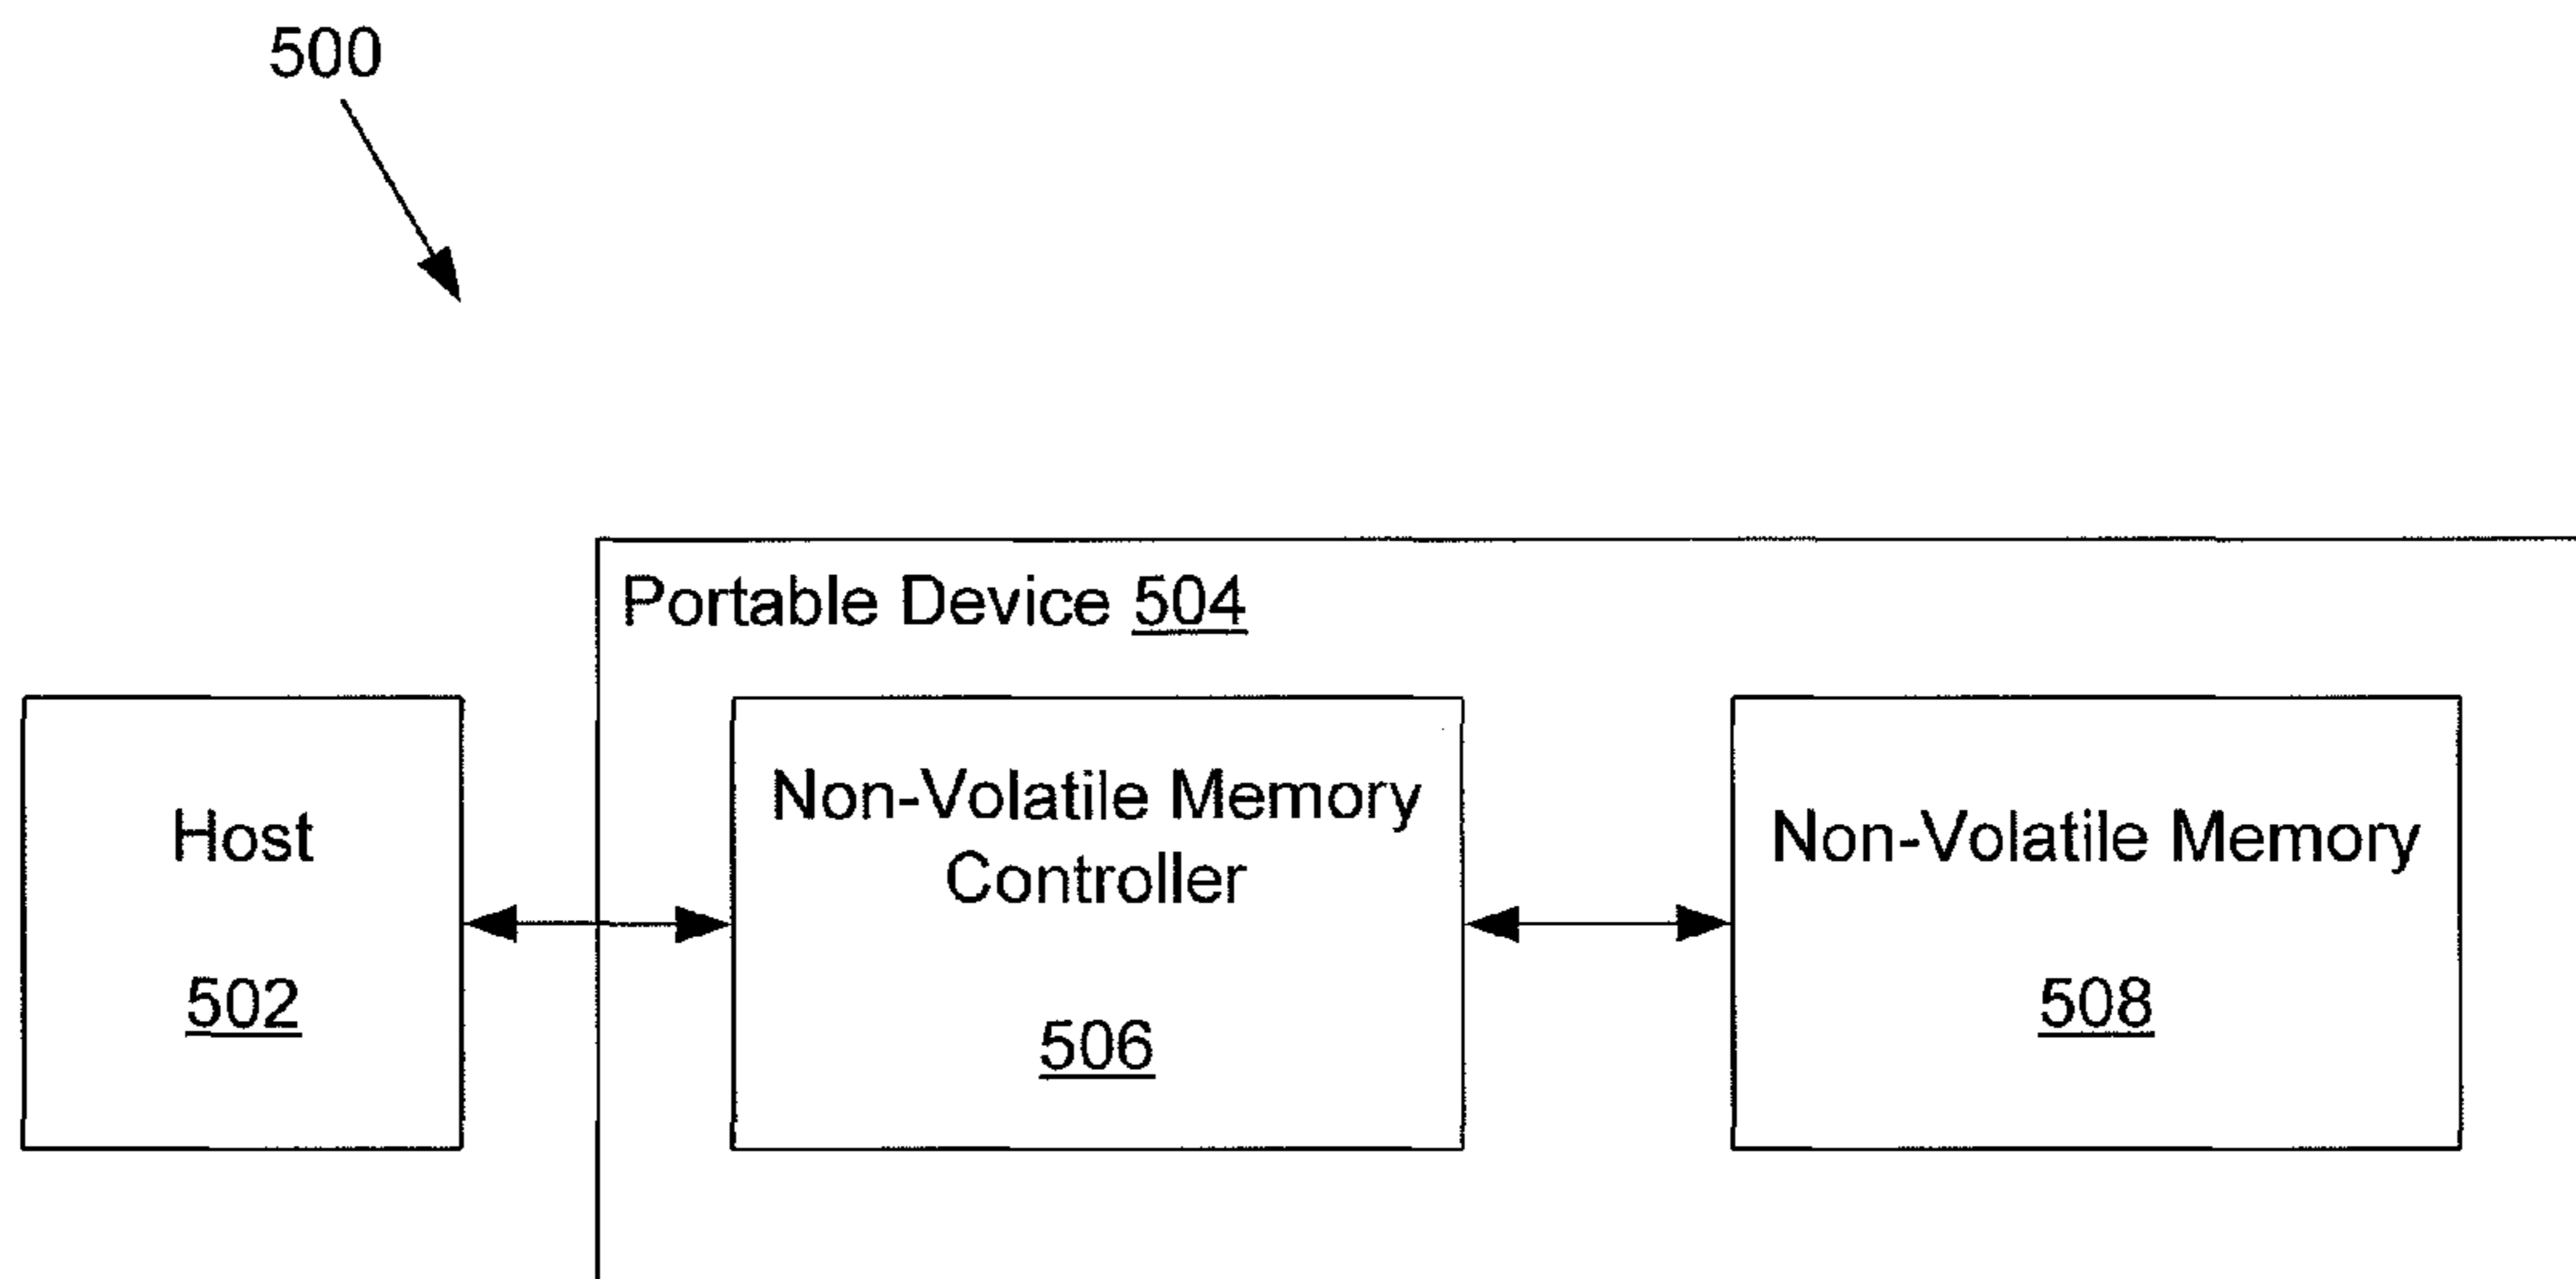 500
Portable Device 504
Host
502
Non-Volatile Memory
Controller
506
Non-Volatile Memory
508